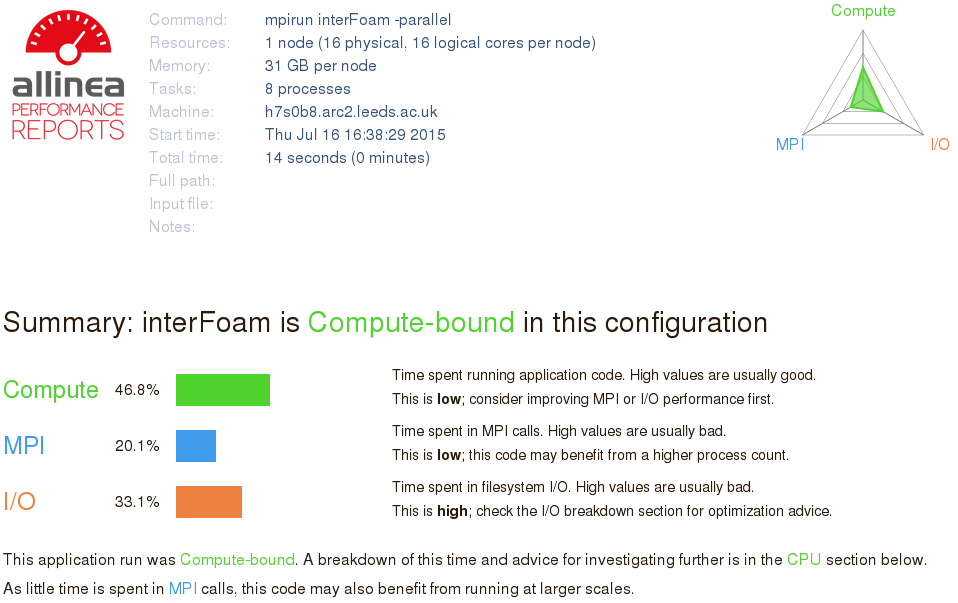 allinea
PERFORMANCE
REPORTS
Command: mpirun interFoam -parallel
Resources: 1 node (16 physical, 16 logical cores per node)
Memory: 31 GB per node
Tasks: 8 processes
Machine: h7s0b8.arc2.leeds.ac.uk
Start time: Thu Jul 16 16:38:29 2015
Total time: 14 seconds (0 minutes)
Full path:
Input file:
Notes:
Compute
MPI
I/O
Summary: interFoam is Compute-bound in this configuration
Compute 46.8%
Time spent running application code. High values are usually good.
This is low; consider improving MPI or I/O performance first.
MPI 20.1%
Time spent in MPI calls. High values are usually bad.
This is low; this code may benefit from a higher process count.
I/O 33.1%
Time spent in filesystem I/O. High values are usually bad.
This is high; check the I/O breakdown section for optimization advice.
This application run was Compute-bound. A breakdown of this time and advice for investigating further is in the CPU section below.
As little time is spent in MPI calls, this code may also benefit from running at larger scales.